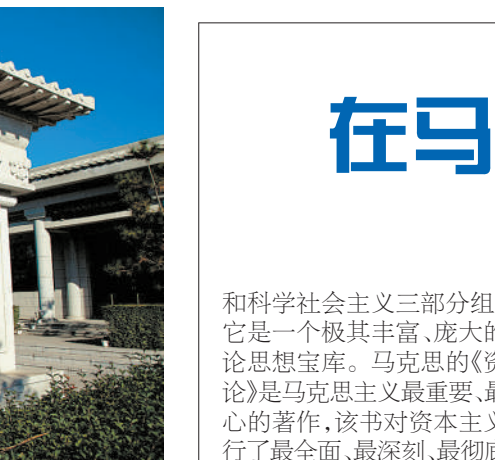 在马
和科学社会主义三部分组
它是一个极其丰富、庞大的
论思想宝库。马克思的《资
论》是马克思主义最重要、最
心的著作,该书对资本主义
行了最全面、最深刻、最彻底